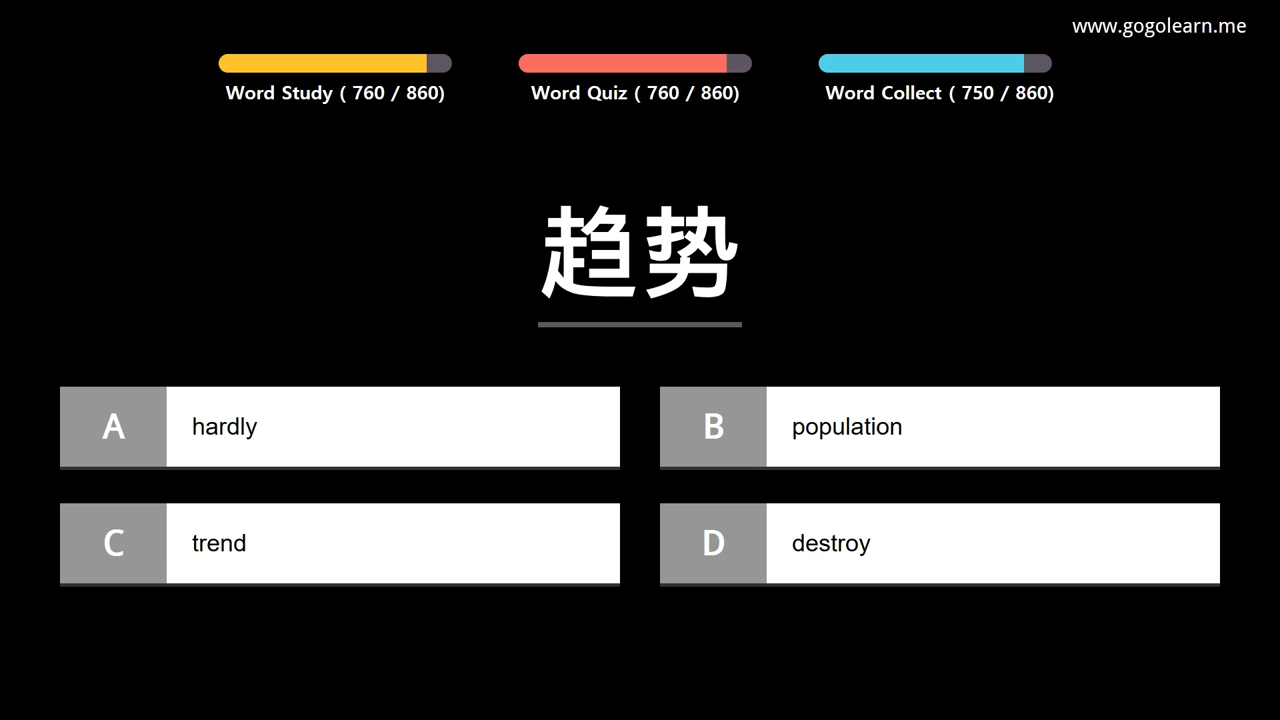 www.gogolearn.me
Word Study ( 760 / 860)
Word Quiz ( 760 / 860)
Word Collect ( 750 / 860)
趋势
A hardly
B population
C trend
D destroy